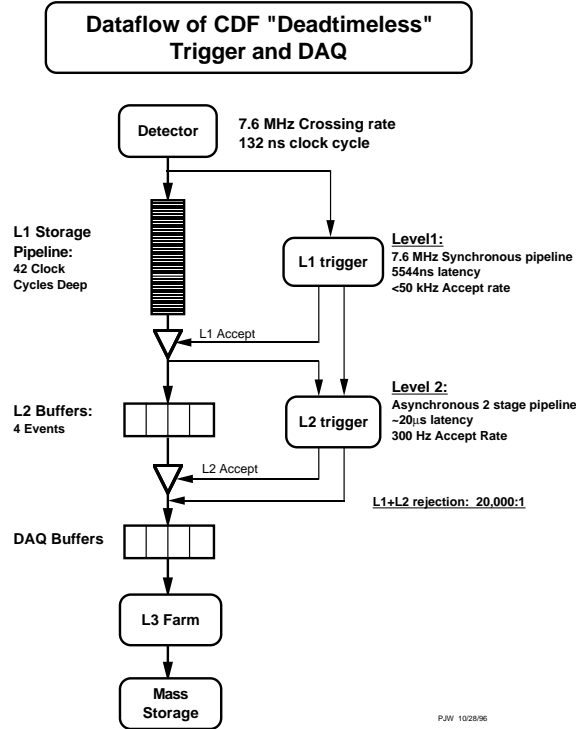 Dataflow of CDF "Deadtimeless"
Trigger and DAQ
Detector
7.6 MHz Crossing rate
132 ns clock cycle
L1 Storage
Pipeline:
42 Clock
Cycles Deep
L1 trigger
Level1:
7.6 MHz Synchronous pipeline
5544ns latency
<50 kHz Accept rate
L1 Accept
L2 Buffers:
4 Events
L2 trigger
Level 2:
Asynchronous 2 stage pipeline
~20µs latency
300 Hz Accept Rate
L2 Accept
L1+L2 rejection: 20,000:1
DAQ Buffers
L3 Farm
Mass
Storage
PJW 10/28/96